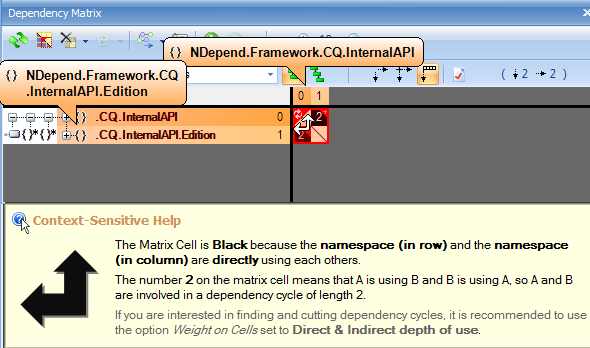 Dependency Matrix
{} NDepend.Framework.CQ.InternalAPI
{} NDepend.Framework.CQ
.InternalAPI.Edition
s
( 2 2 )
0 1
{} .CQ.InternalAPI 0
2
{}* {}* {} .CQ.InternalAPI.Edition 1
2
Context-Sensitive Help
The Matrix Cell is Black because the namespace (in row) and the namespace
(in column) are directly using each others.
The number 2 on the matrix cell means that A is using B and B is using A, so A and B
are involved in a dependency cycle of length 2.
If you are interested in finding and cutting dependency cycles, it is recommended to use
the option Weight on Cells set to Direct & Indirect depth of use.